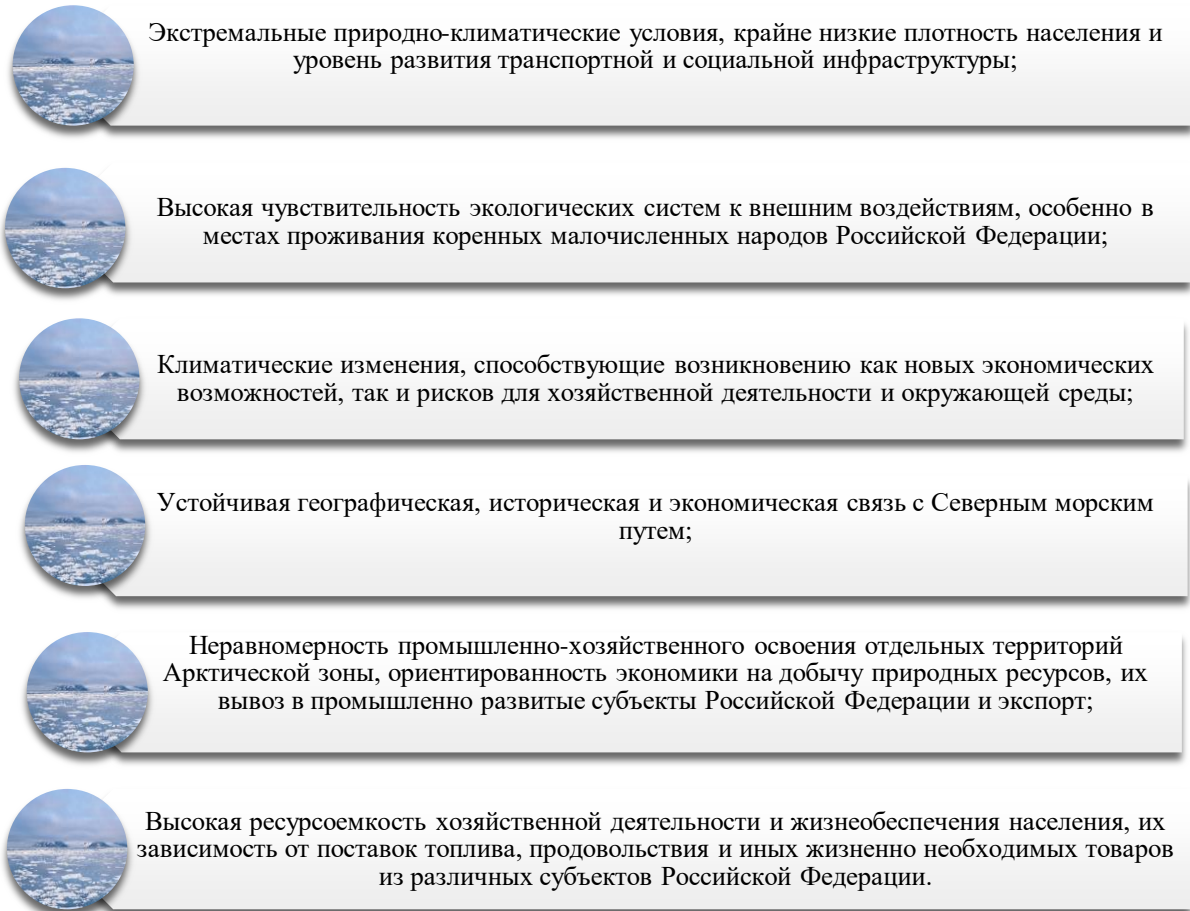 Экстремальные природно-климатические условия, крайне низкие плотность населения и
уровень развития транспортной и социальной инфраструктуры;
Высокая чувствительность экологических систем к внешним воздействиям, особенно в
местах проживания коренных малочисленных народов Российской Федерации;
Климатические изменения, способствующие возникновению как новых экономических
возможностей, так и рисков для хозяйственной деятельности и окружающей среды;
Устойчивая географическая, историческая и экономическая связь с Северным морским
путем;
Неравномерность промышленно-хозяйственного освоения отдельных территорий
Арктической зоны, ориентированность экономики на добычу природных ресурсов, их
вывоз в промышленно развитые субъекты Российской Федерации и экспорт;
Высокая ресурсоемкость хозяйственной деятельности и жизнеобеспечения населения, их
зависимость от поставок топлива, продовольствия и иных жизненно необходимых товаров
из различных субъектов Российской Федерации.